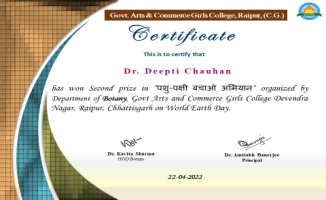 Govt. Arts & Commerce Girls College, Raipur, (C.G.)
Certificate
This is to certify that
Dr. Deepti Chauhan
has won Second prize in "पशु-पक्षी बचाओ अभियान" organized by
Department of Botany, Govt Arts and Commerce Girls College Devendra
Nagar, Raipur, Chhattisgarh on World Earth Day.
Dr. Kavita Sharma
HOD Botany
Dr. Amitabh Banerjee
Principal
22-04-2022